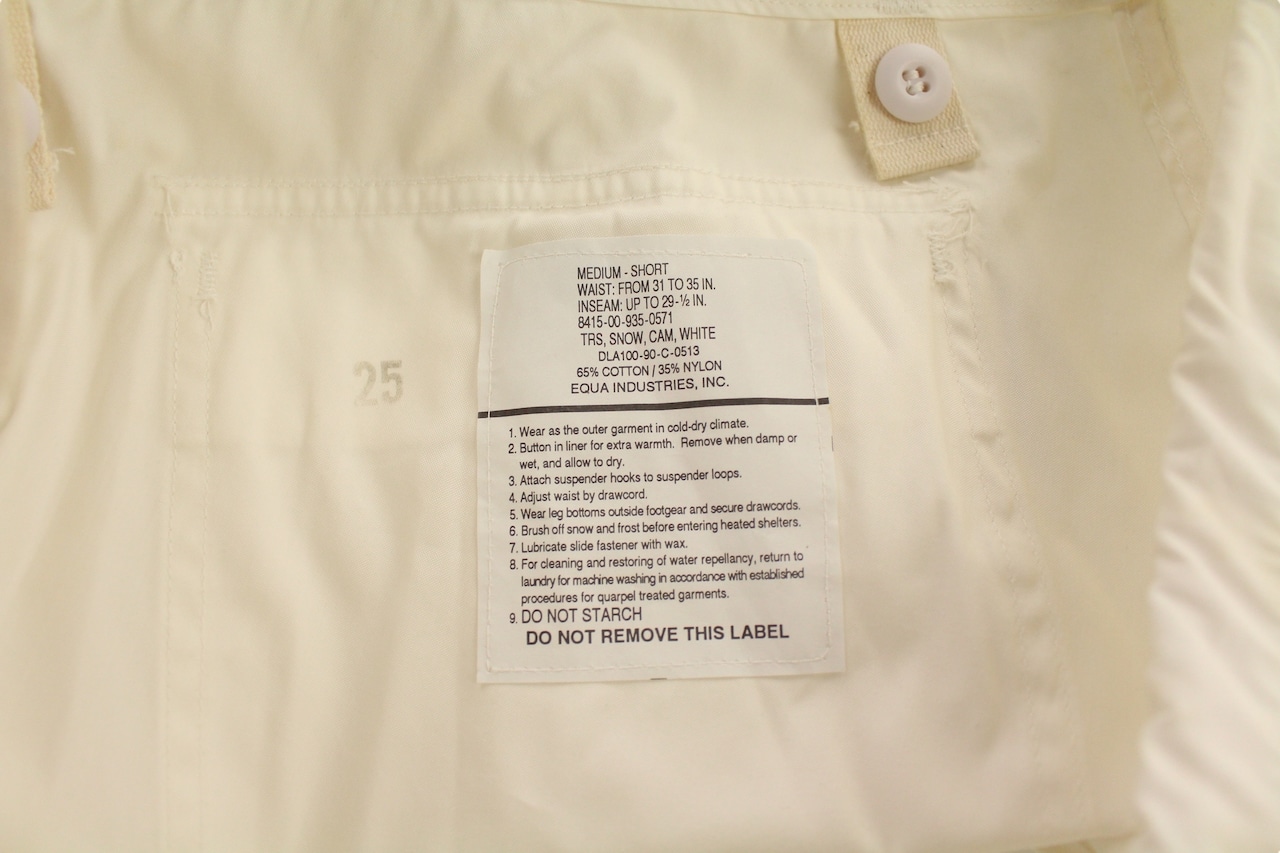 MEDIUM - SHORT
WAIST: FROM 31 TO 35 IN.
INSEAM: UP TO 29-½ IN.
8415-00-935-0571
TRS, SNOW, CAM, WHITE
DLA100-90-C-0513
65% COTTON / 35% NYLON
EQUA INDUSTRIES, INC.
25
1. Wear as the outer garment in cold-dry climate.
2. Button in liner for extra warmth. Remove when damp or
wet, and allow to dry.
3. Attach suspender hooks to suspender loops.
4. Adjust waist by drawcord.
5. Wear leg bottoms outside footgear and secure drawcords.
6. Brush off snow and frost before entering heated shelters.
7. Lubricate slide fastener with wax.
8. For cleaning and restoring of water repellancy, return to
laundry for machine washing in accordance with established
procedures for quarpel treated garments.
9. DO NOT STARCH
DO NOT REMOVE THIS LABEL